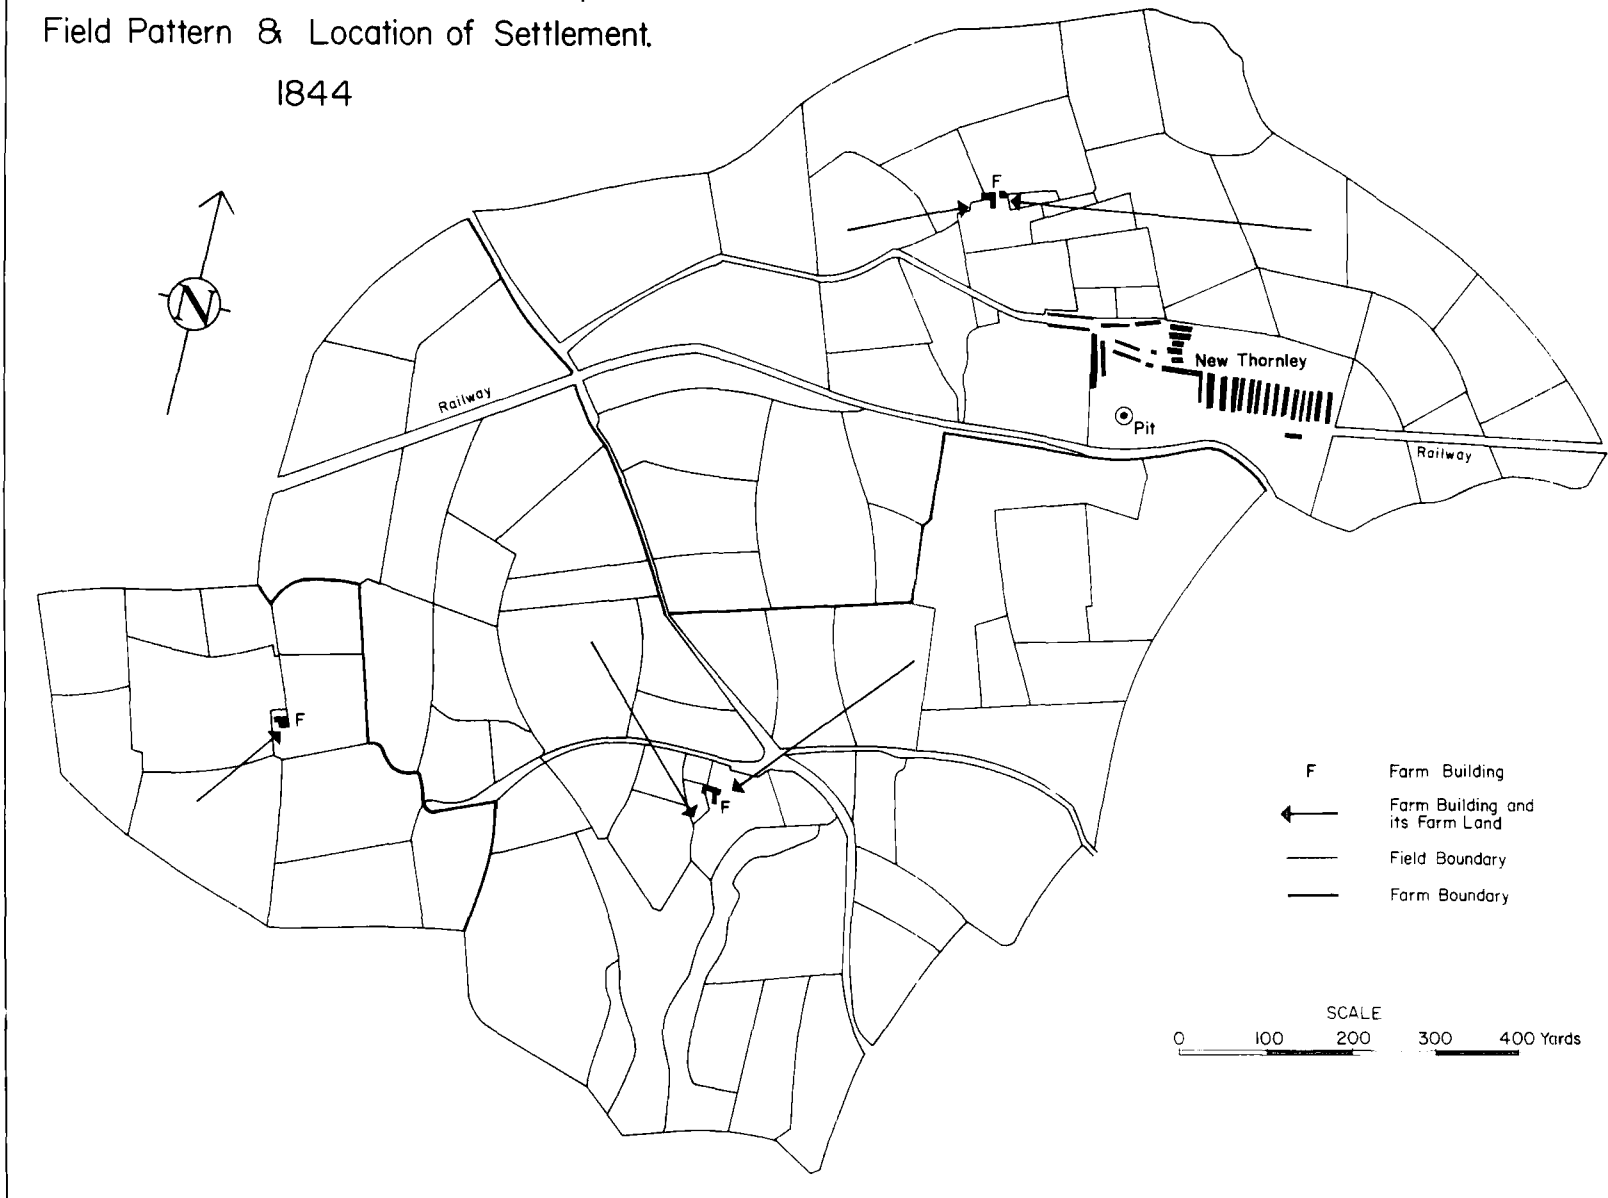 Field Pattern & Location of Settlement.
1844
N
F
New Thornley
Railway
Pit
Railway
F
F
F Farm Building
Farm Building and
its Farm Land
Field Boundary
Farm Boundary
SCALE
0 100 200 300 400 Yards